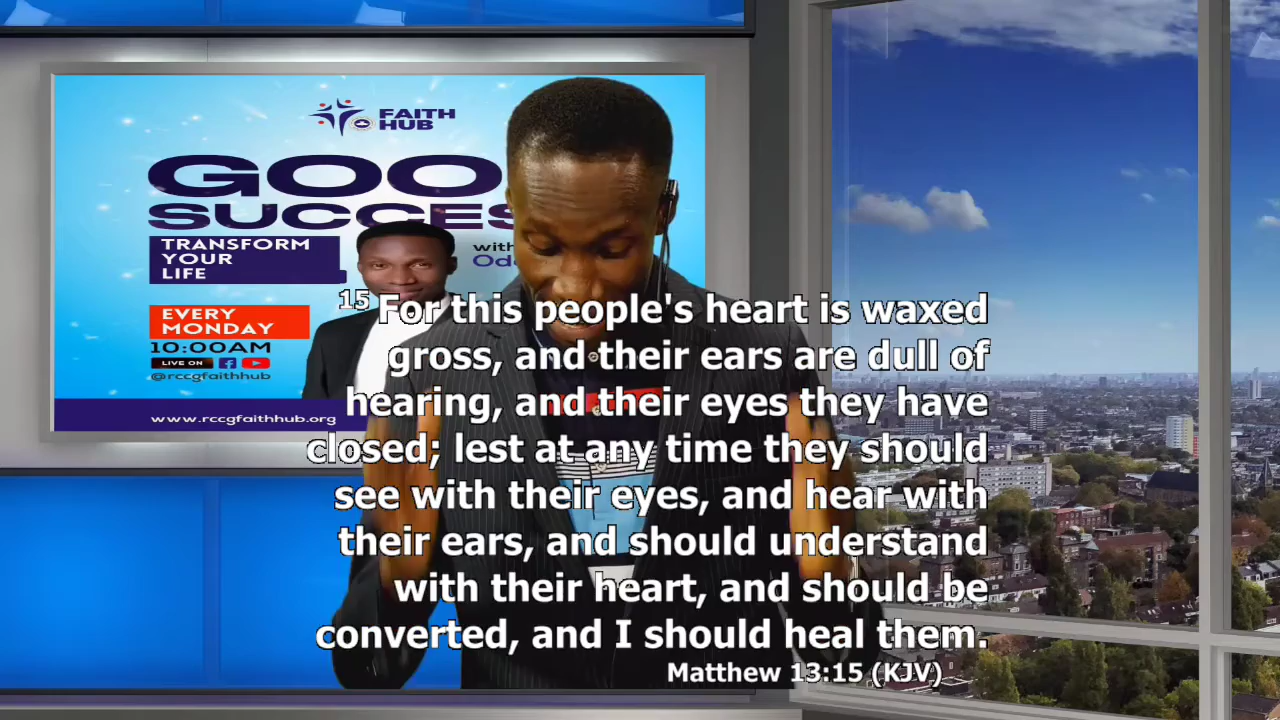 FAITH
HUB
GOO
SUCCES
TRANSFORM
YOUR
LIFE
with
EVERY
MONDAY
10:00AM
LIVE ON
@rccgfaithhub
www.rccgfaithhub.org
15 For this people's heart is waxed
gross, and their ears are dull of
hearing, and their eyes they have
closed; lest at any time they should
see with their eyes, and hear with
their ears, and should understand
with their heart, and should be
converted, and I should heal them.
Matthew 13:15 (KJV)